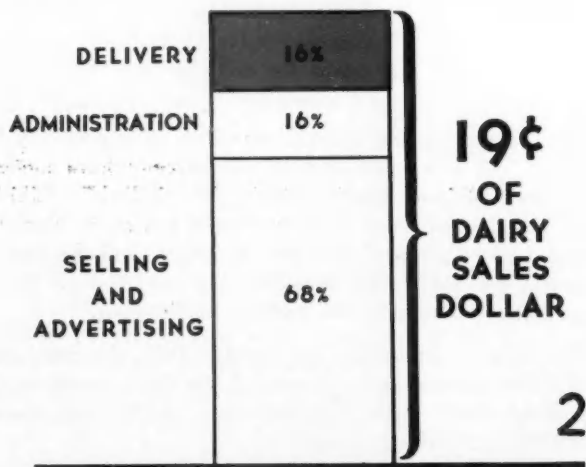 DELIVERY
16%
ADMINISTRATION
16%
SELLING
AND
ADVERTISING
68%
19¢
OF
DAIRY
SALES
DOLLAR
2